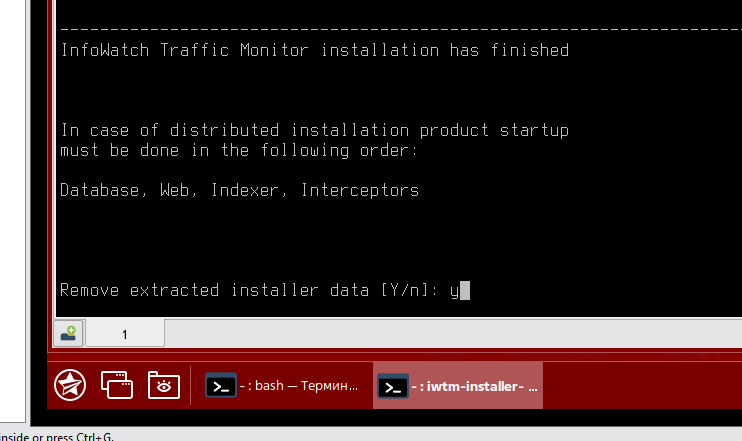 InfoWatch Traffic Monitor installation has finished
In case of distributed installation product startup
must be done in the following order:
Database, Web, Indexer, Interceptors
Remove extracted installer data [Y/n]: y
1
- : bash — Термин...
- : iwtm-installer- ...
inside or press Ctrl+G.